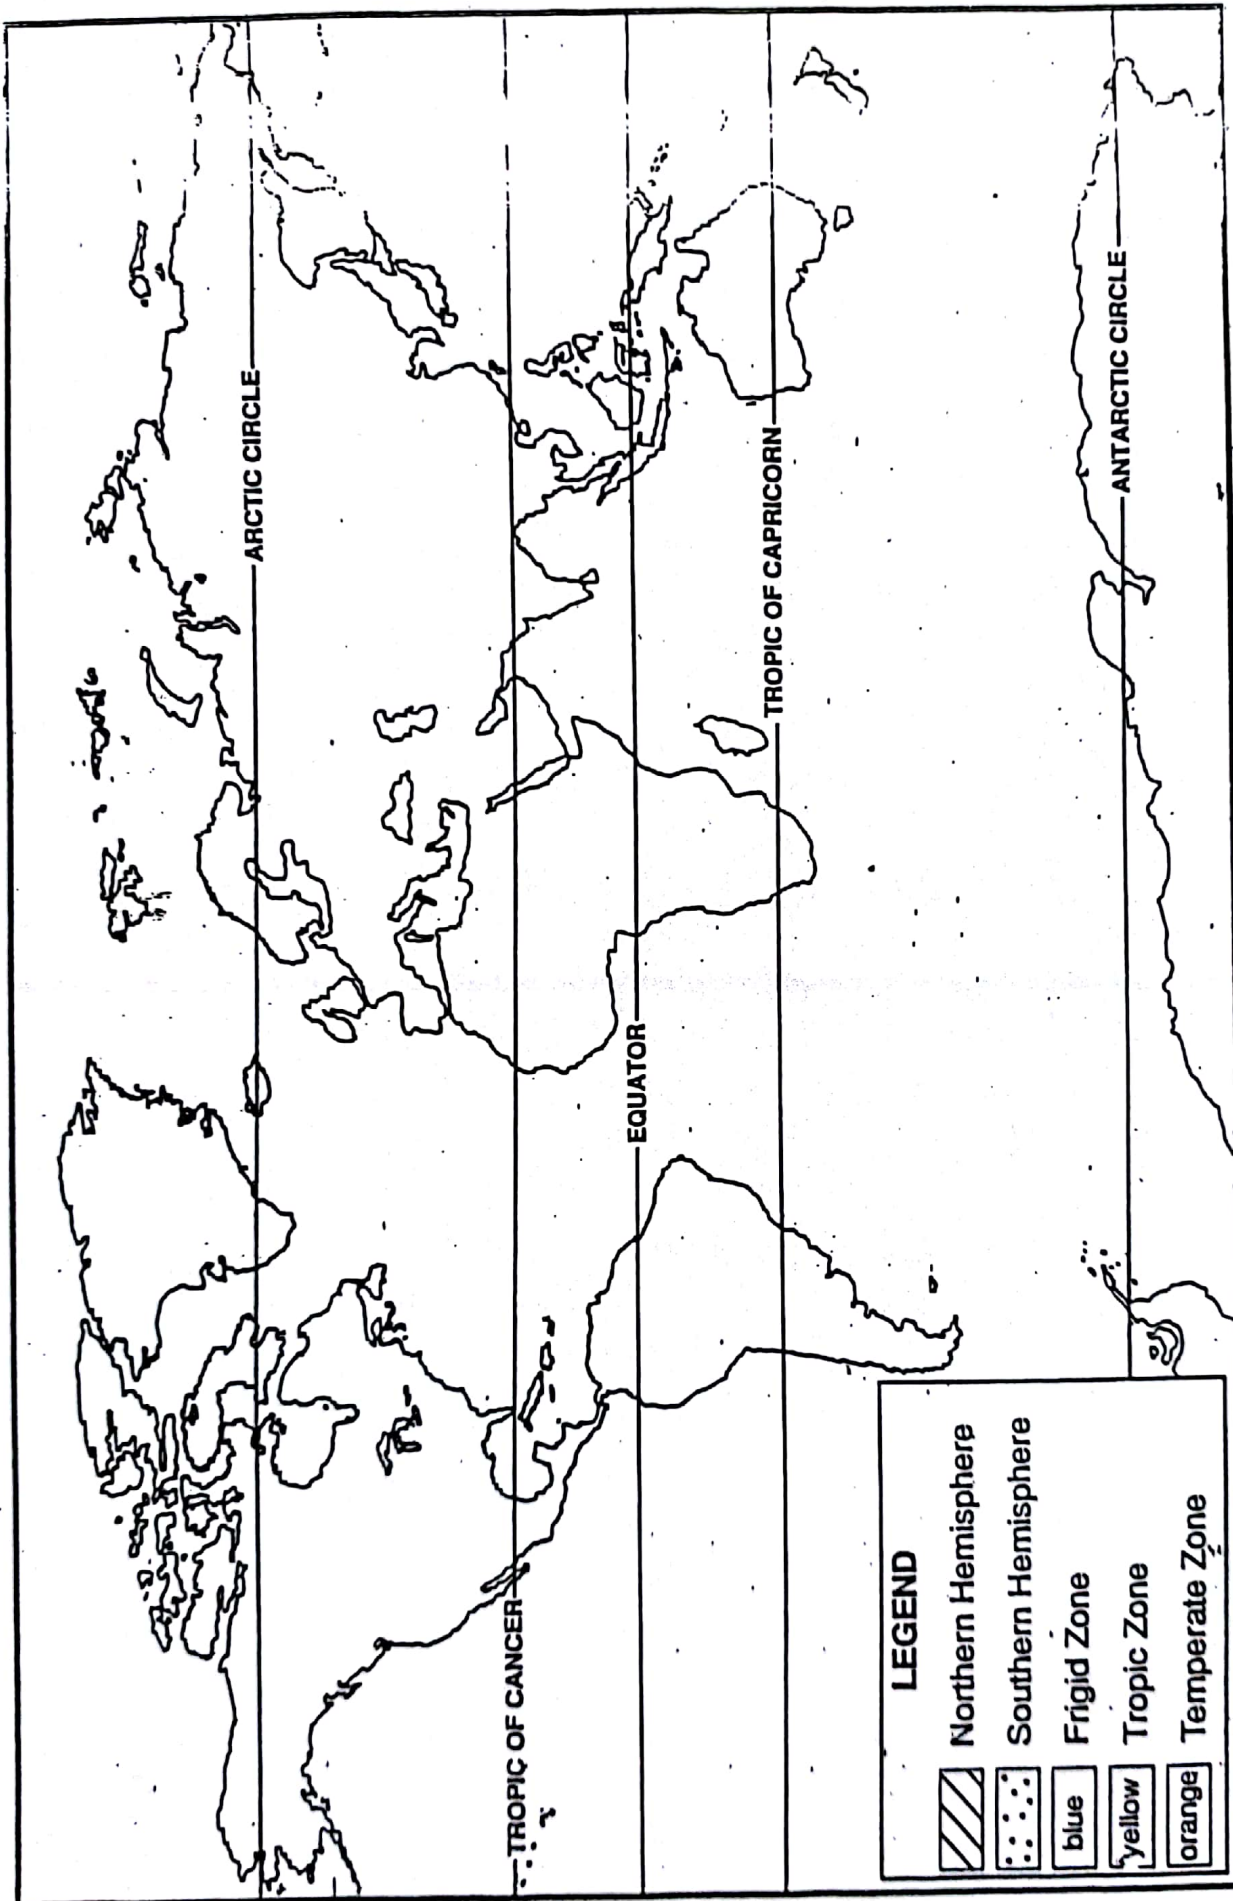 ARCTIC CIRCLE
TROPIC OF CANCER
EQUATOR
TROPIC OF CAPRICORN
ANTARCTIC CIRCLE
LEGEND
Northern Hemisphere
Southern Hemisphere
blue Frigid Zone
yellow Tropic Zone
orange Temperate Zone